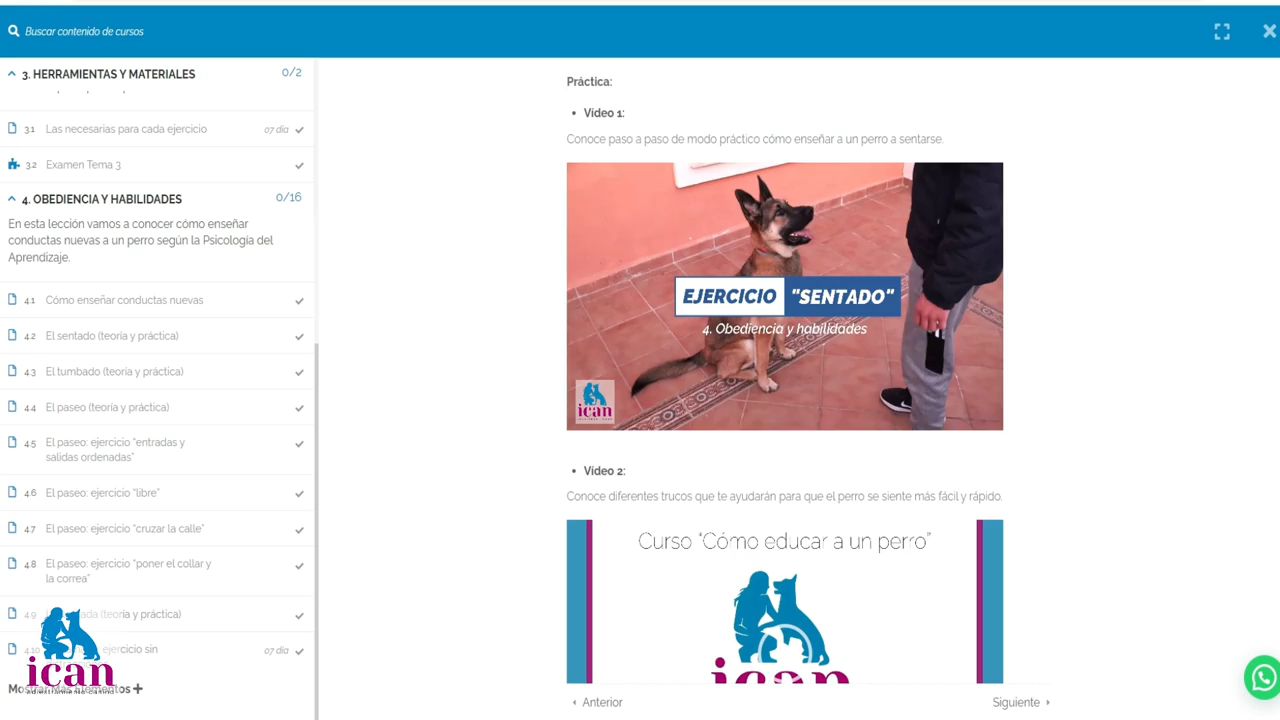 Buscar contenido de cursos
3. HERRAMIENTAS Y MATERIALES
0/2
3.1 Las necesarias para cada ejercicio 07 día
3.2 Examen Tema 3
4. OBEDIENCIA Y HABILIDADES
0/16
En esta lección vamos a conocer cómo enseñar
conductas nuevas a un perro según la Psicología del
Aprendizaje.
4.1 Cómo enseñar conductas nuevas
4.2 El sentado (teoría y práctica)
4.3 El tumbado (teoría y práctica)
4.4 El paseo (teoría y práctica)
4.5 El paseo: ejercicio "entradas y
salidas ordenadas"
4.6 El paseo: ejercicio "libre"
4.7 El paseo: ejercicio "cruzar la calle"
4.8 El paseo: ejercicio "poner el collar y
la correa"
4.9 (teoría y práctica)
4.10 ejercicio sin 07 día
ican
Práctica:
Vídeo 1:
Conoce paso a paso de modo práctico cómo enseñar a un perro a sentarse.
EJERCICIO "SENTADO"
4. Obediencia y habilidades
ican
Vídeo 2:
Conoce diferentes trucos que te ayudarán para que el perro se siente más fácil y rápido.
Curso "Cómo educar a un perro"
ican
Anterior
Siguiente